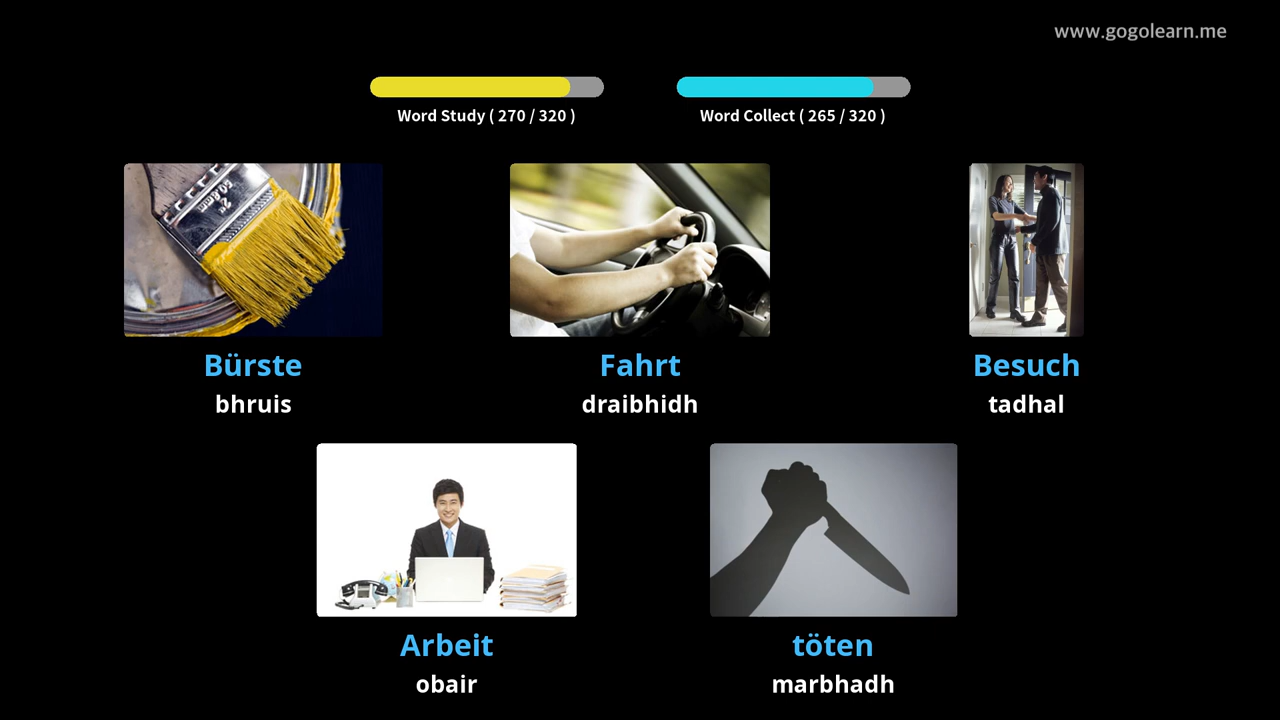 www.gogolearn.me
Word Study ( 270 / 320 )
Word Collect ( 265 / 320 )
Bürste
bhruis
Fahrt
draibhidh
Besuch
tadhal
Arbeit
obair
töten
marbhadh